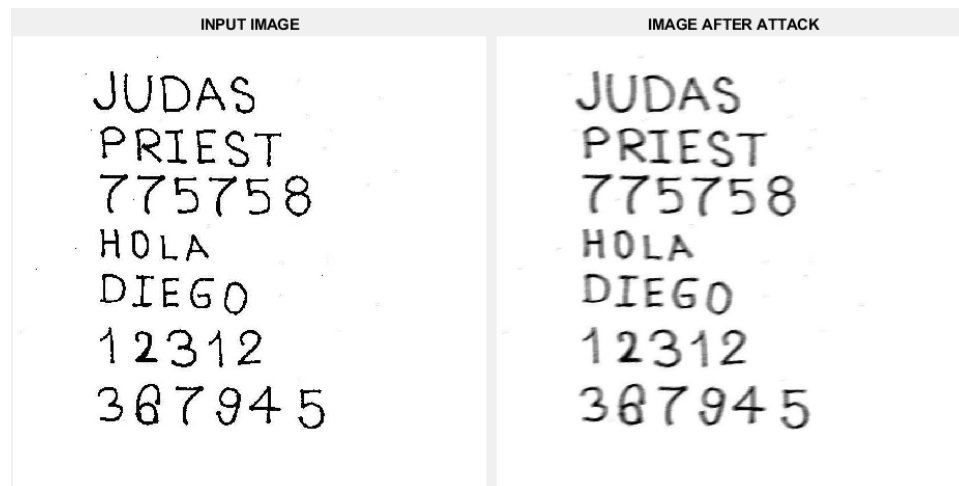 INPUT IMAGE
JUDAS
PRIEST
775758
HOLA
DIEGO
12312
367945
IMAGE AFTER ATTACK
JUDAS
PRIEST
775758
HOLA
DIEGO
12312
367945